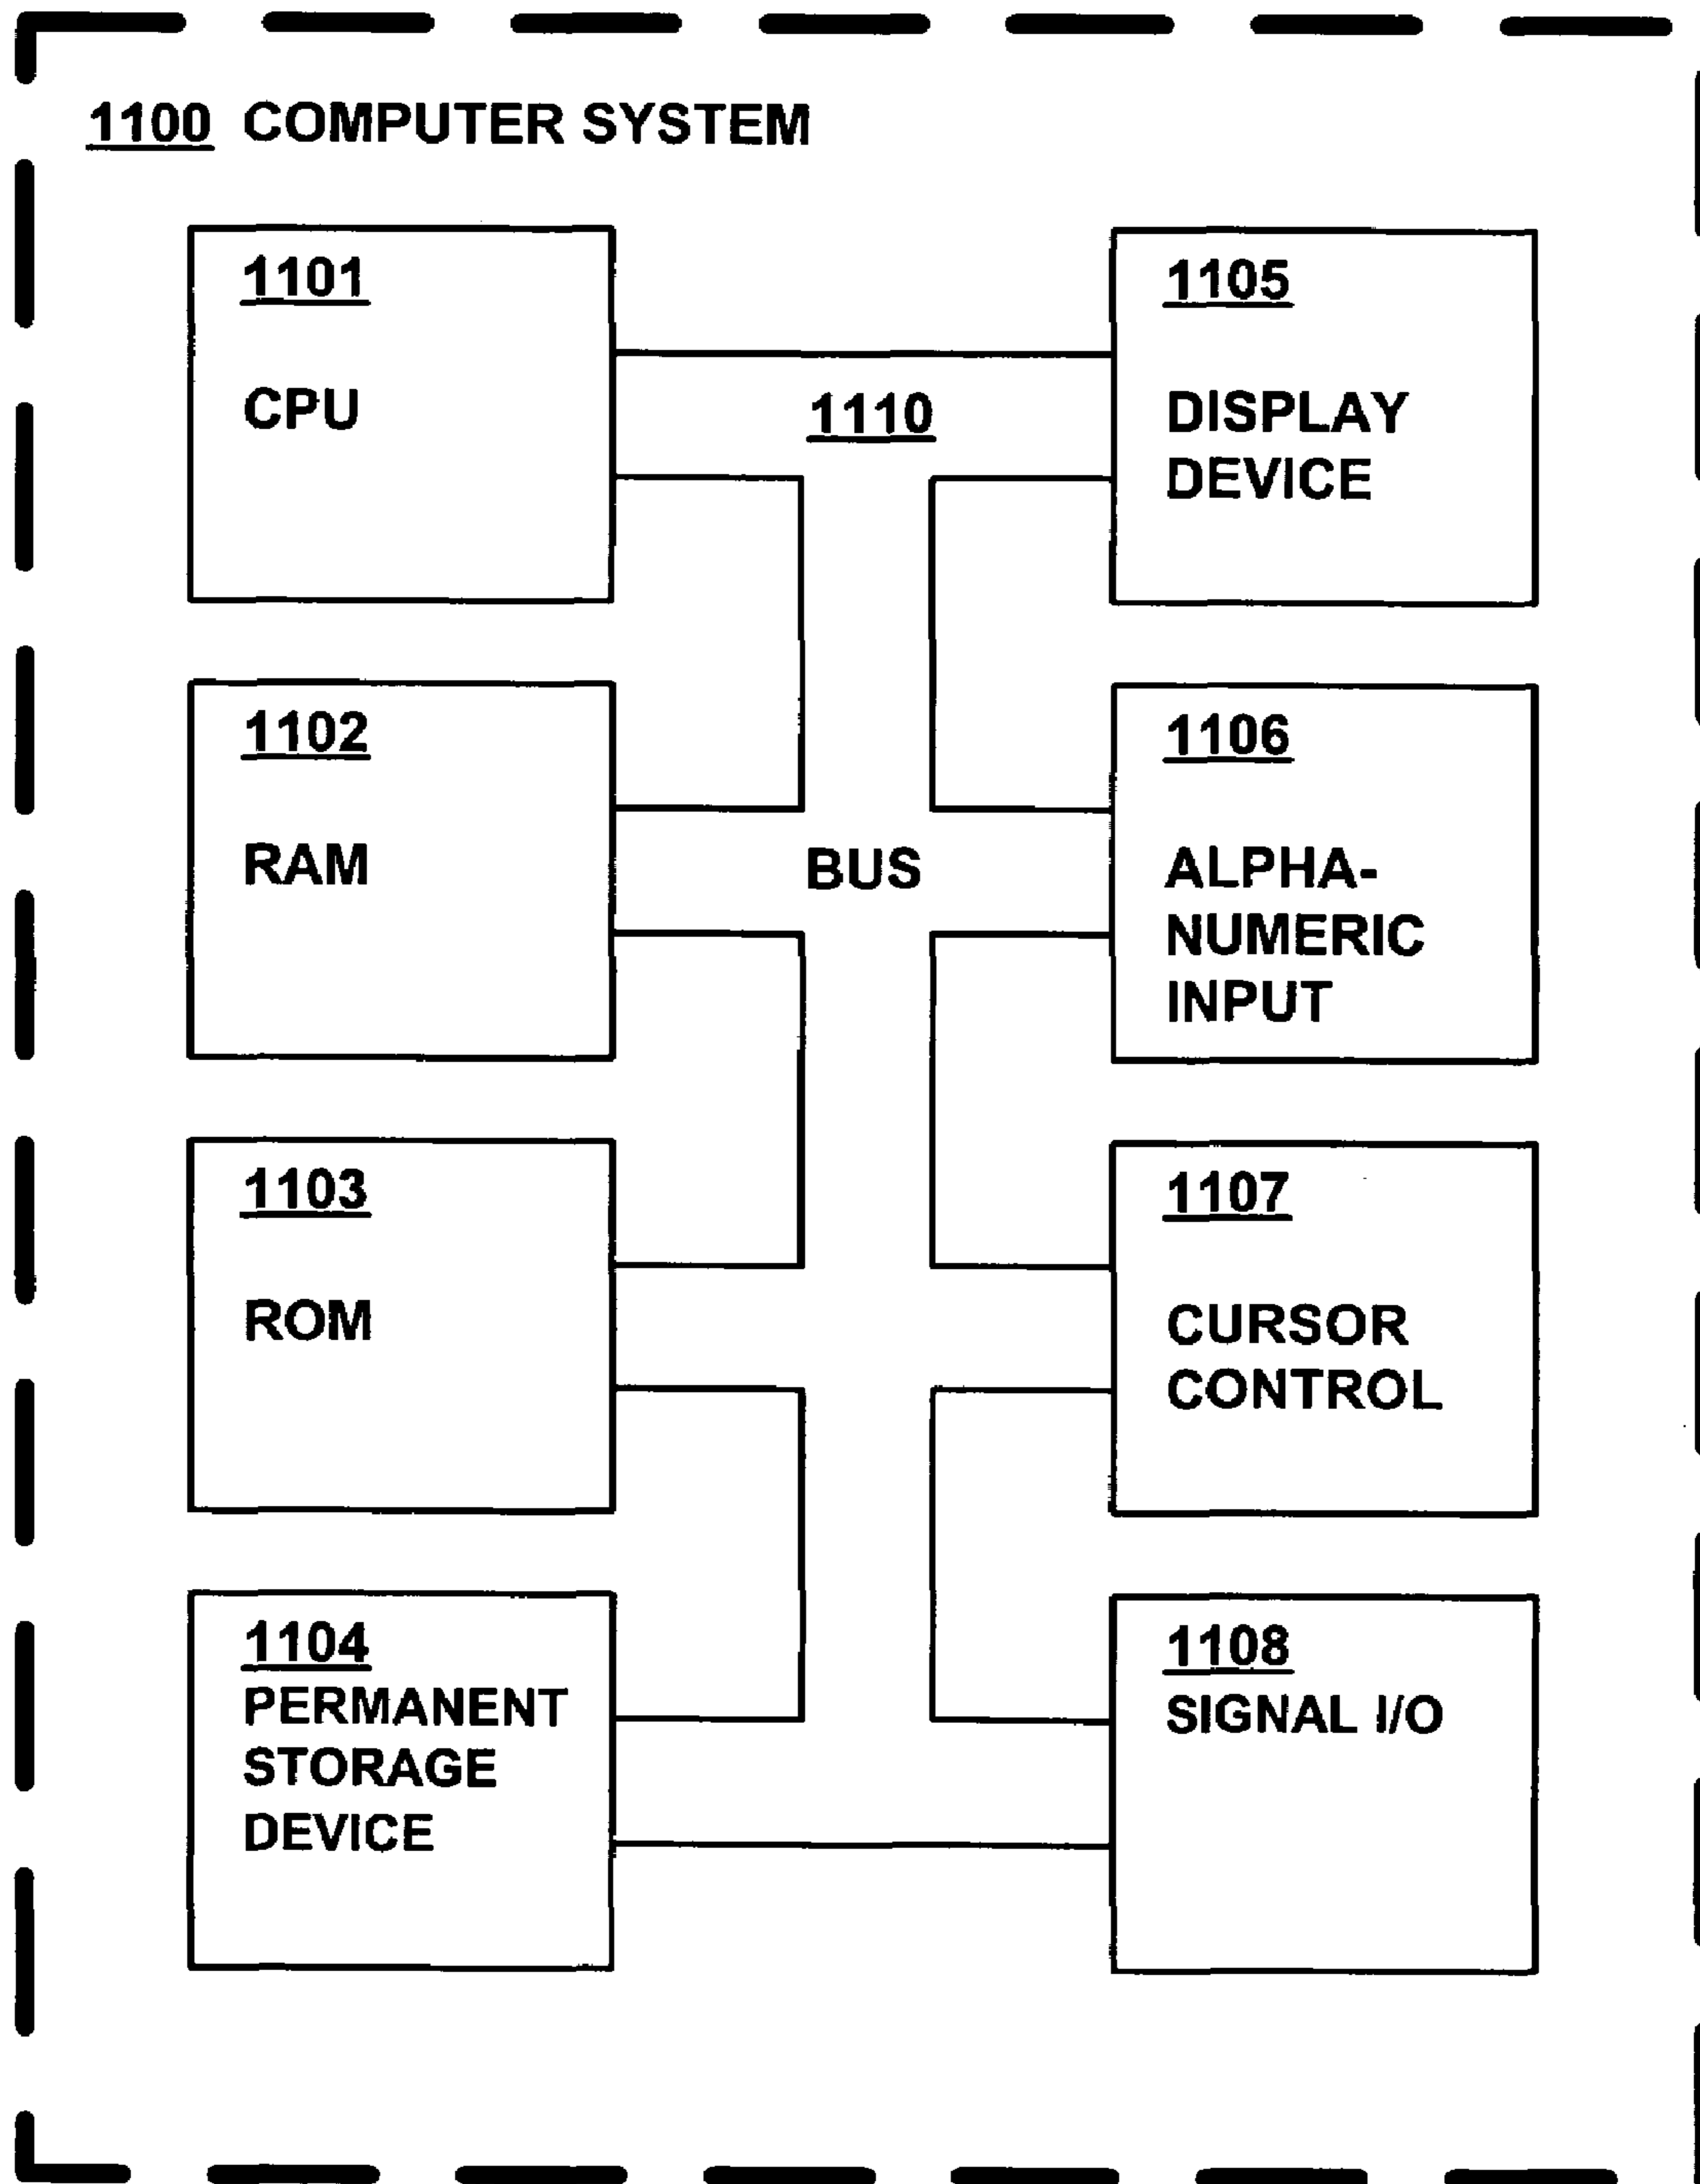 1100 COMPUTER SYSTEM
1101
CPU
1105
DISPLAY
DEVICE
1110
BUS
1102
RAM
1106
ALPHA-
NUMERIC
INPUT
1103
ROM
1107
CURSOR
CONTROL
1104
PERMANENT
STORAGE
DEVICE
1108
SIGNAL I/O